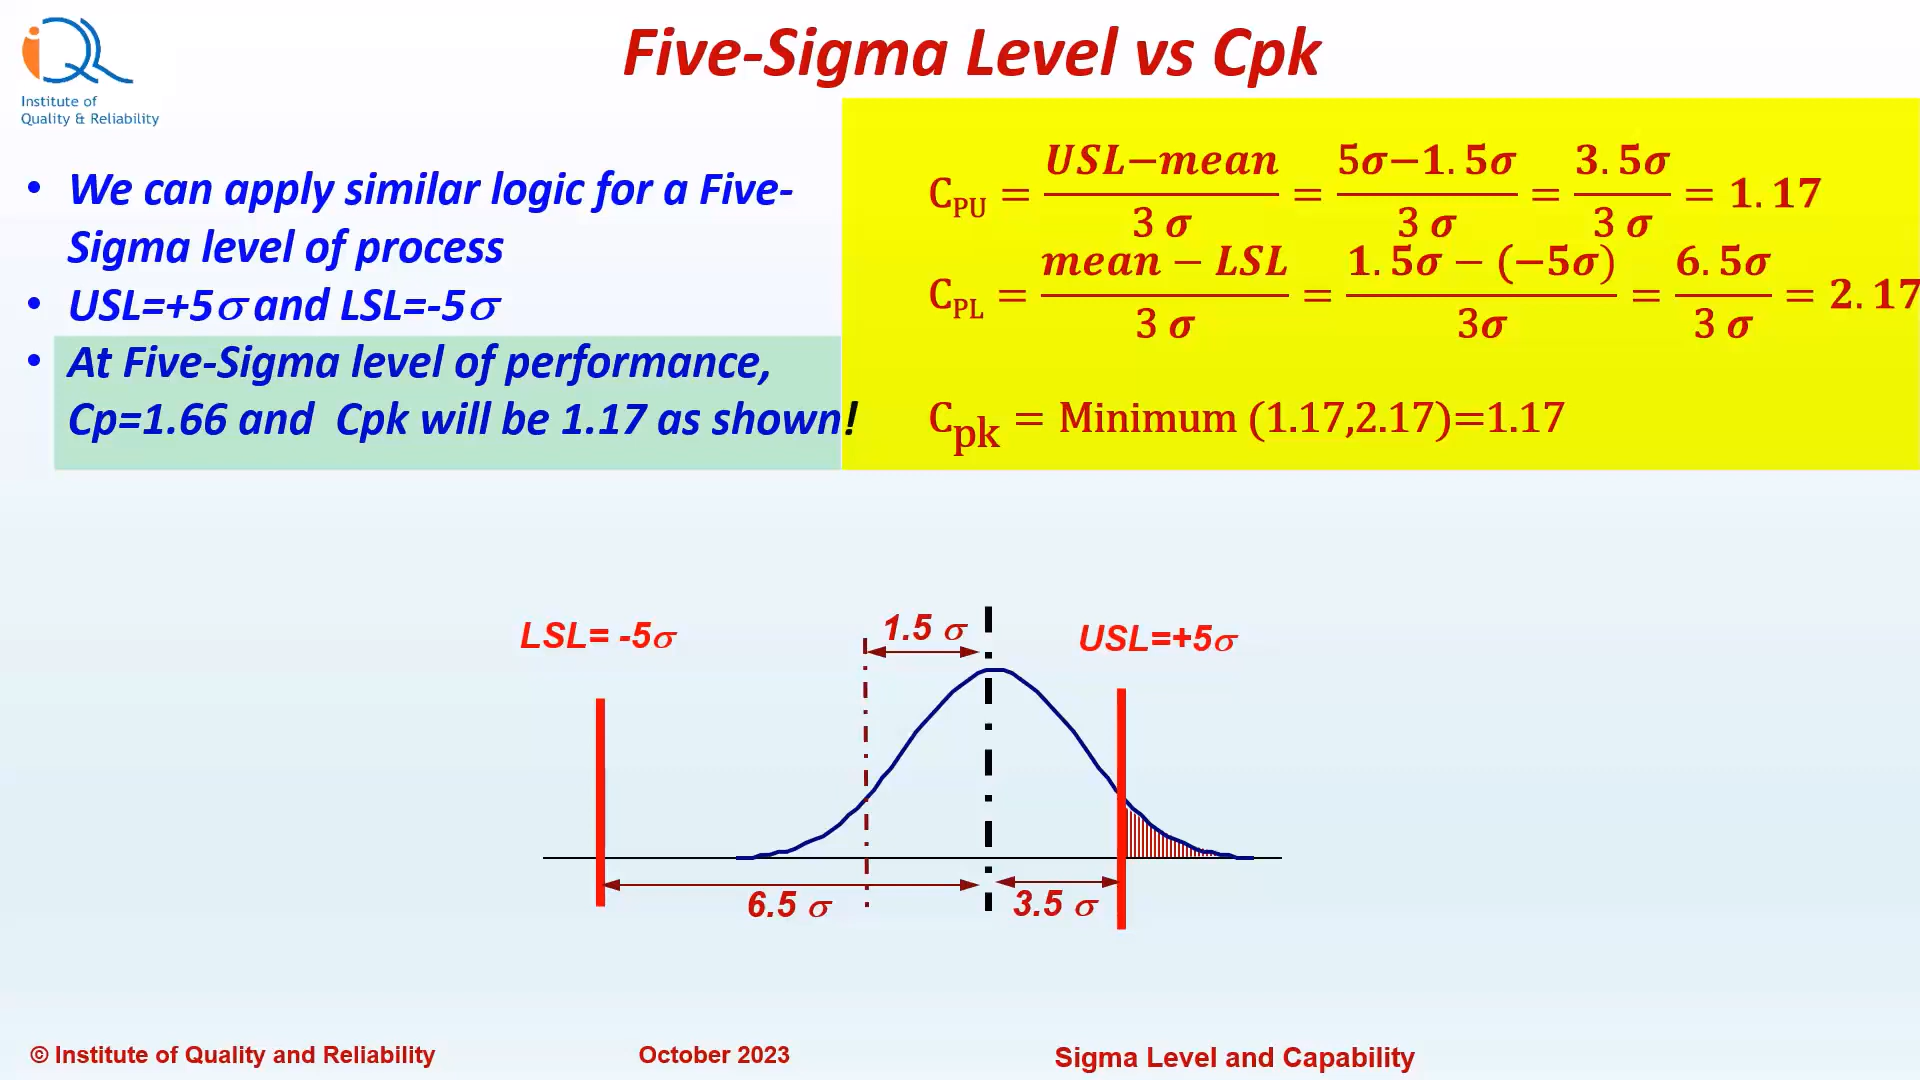 iQR
Institute of
Quality & Reliability
Five-Sigma Level vs Cpk
• We can apply similar logic for a Five-
Sigma level of process
• USL=+5σ and LSL=-5σ
• At Five-Sigma level of performance,
Cp=1.66 and Cpk will be 1.17 as shown!
C_PU = (USL−mean)/(3 σ) = (5σ−1.5σ)/(3 σ) = (3.5σ)/(3 σ) = 1.17
C_PL = (mean − LSL)/(3 σ) = (1.5σ − (−5σ))/(3σ) = (6.5σ)/(3 σ) = 2.17
C_pk = Minimum (1.17,2.17)=1.17
LSL= -5σ
1.5 σ
USL=+5σ
6.5 σ
3.5 σ
© Institute of Quality and Reliability
October 2023
Sigma Level and Capability